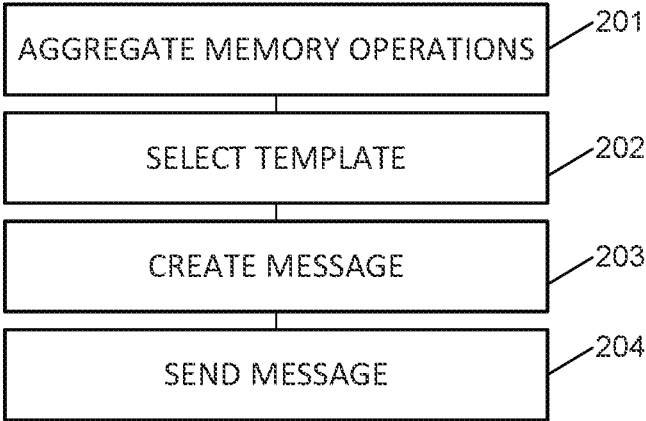 AGGREGATE MEMORY OPERATIONS
201
SELECT TEMPLATE
202
CREATE MESSAGE
203
SEND MESSAGE
204